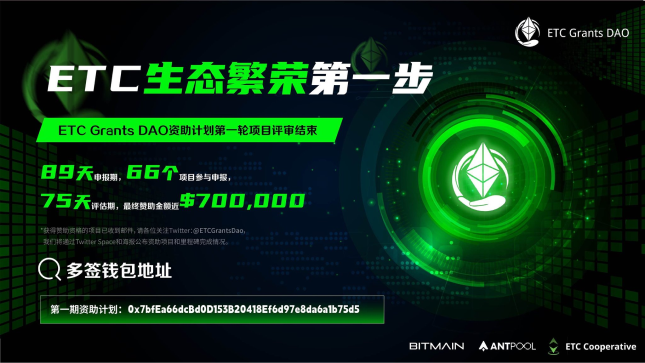 ETC Grants DAO
ETC生态繁荣第一步
ETC Grants DAO资助计划第一轮项目评审结束
89天申报期，66个项目参与申报，
75天评估期，最终赞助金额近$700,000
*获得赞助资格的项目已收到邮件，请各位关注Twitter：@ETCGrantsDao，
我们将通过Twitter Space和海报公布资助项目和里程碑完成情况。
多签钱包地址
第一期资助计划：0x7bfEa66dcBd0D153B20418Ef6d97e8da6a1b75d5
BITMAIN ANTPOOL ETC Cooperative